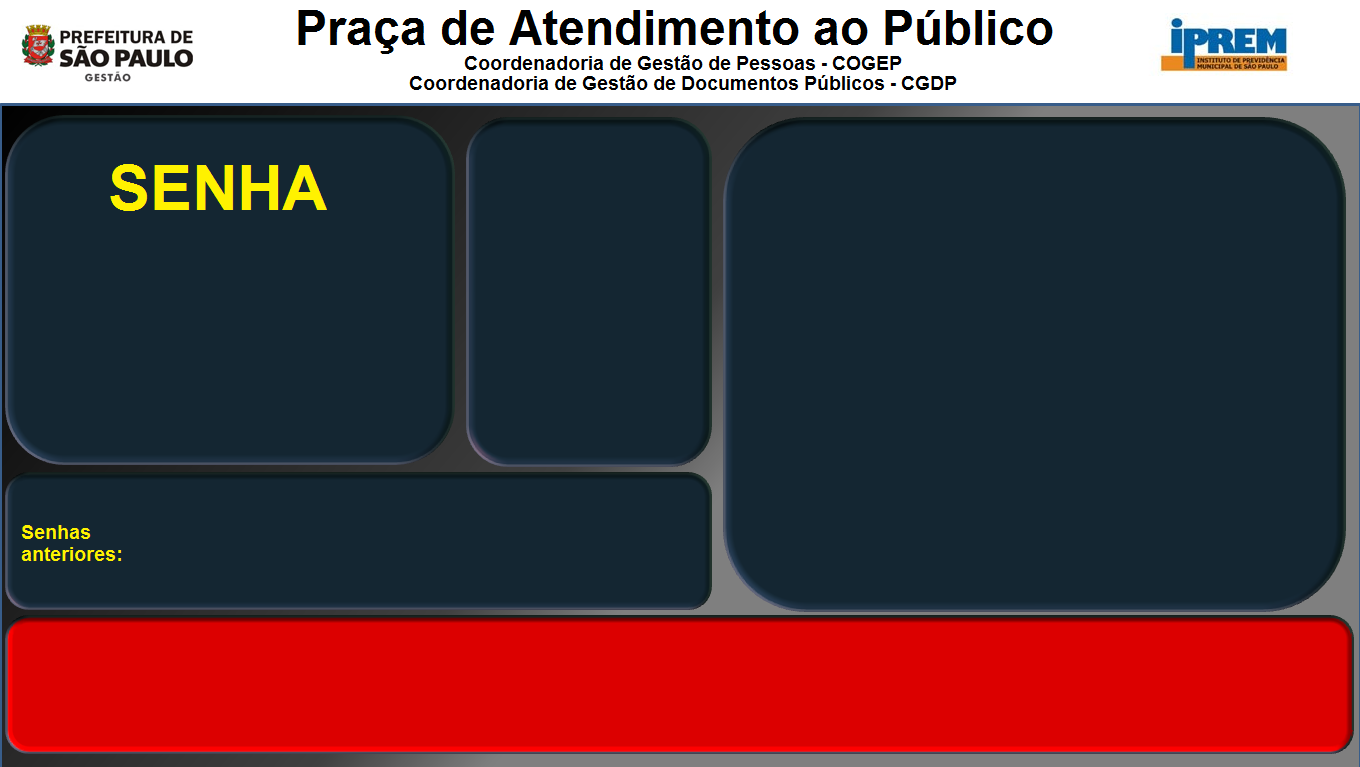 PREFEITURA DE
SÃO PAULO
GESTÃO
Praça de Atendimento ao Público
Coordenadoria de Gestão de Pessoas - COGEP
Coordenadoria de Gestão de Documentos Públicos - CGDP
iPREM
INSTITUTO DE PREVIDÊNCIA
MUNICIPAL DE SÃO PAULO
SENHA
Senhas
anteriores: